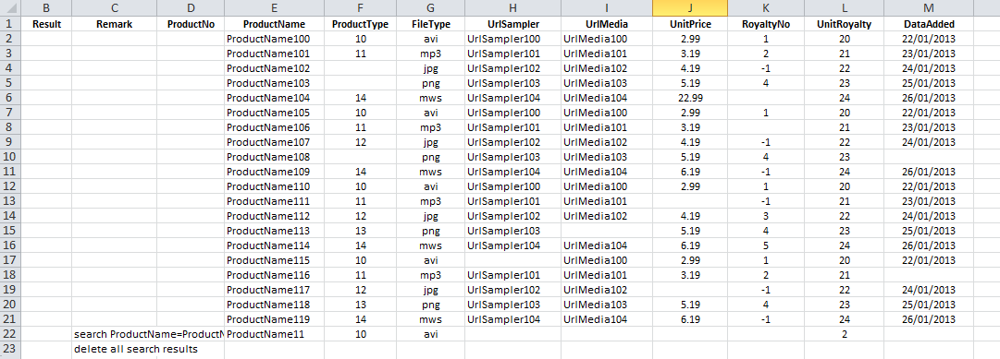 B C D E F G H I J K L M
1 Result Remark ProductNo ProductName ProductType FileType UrlSampler UrlMedia UnitPrice RoyaltyNo UnitRoyalty DataAdded
2 ProductName100 10 avi UrlSampler100 UrlMedia100 2.99 1 20 22/01/2013
3 ProductName101 11 mp3 UrlSampler101 UrlMedia101 3.19 2 21 23/01/2013
4 ProductName102 jpg UrlSampler102 UrlMedia102 4.19 -1 22 24/01/2013
5 ProductName103 png UrlSampler103 UrlMedia103 5.19 4 23 25/01/2013
6 ProductName104 14 mws UrlSampler104 UrlMedia104 22.99 24 26/01/2013
7 ProductName105 10 avi UrlSampler100 UrlMedia100 2.99 1 20 22/01/2013
8 ProductName106 11 mp3 UrlSampler101 UrlMedia101 3.19 21 23/01/2013
9 ProductName107 12 jpg UrlSampler102 UrlMedia102 4.19 -1 22 24/01/2013
10 ProductName108 png UrlSampler103 UrlMedia103 5.19 4 23
11 ProductName109 14 mws UrlSampler104 UrlMedia104 6.19 -1 24 26/01/2013
12 ProductName110 10 avi UrlSampler100 UrlMedia100 2.99 1 20 22/01/2013
13 ProductName111 11 mp3 UrlSampler101 UrlMedia101 -1 21 23/01/2013
14 ProductName112 12 jpg UrlSampler102 UrlMedia102 4.19 3 22 24/01/2013
15 ProductName113 13 png UrlSampler103 5.19 4 23 25/01/2013
16 ProductName114 14 mws UrlSampler104 UrlMedia104 6.19 5 24 26/01/2013
17 ProductName115 10 avi UrlMedia100 2.99 1 20 22/01/2013
18 ProductName116 11 mp3 UrlSampler101 UrlMedia101 3.19 2 21
19 ProductName117 12 jpg UrlSampler102 UrlMedia102 -1 22 24/01/2013
20 ProductName118 13 png UrlSampler103 UrlMedia103 5.19 4 23 25/01/2013
21 ProductName119 14 mws UrlSampler104 UrlMedia104 6.19 -1 24 26/01/2013
22 search ProductName=ProductN ProductName11 10 avi 2
23 delete all search results